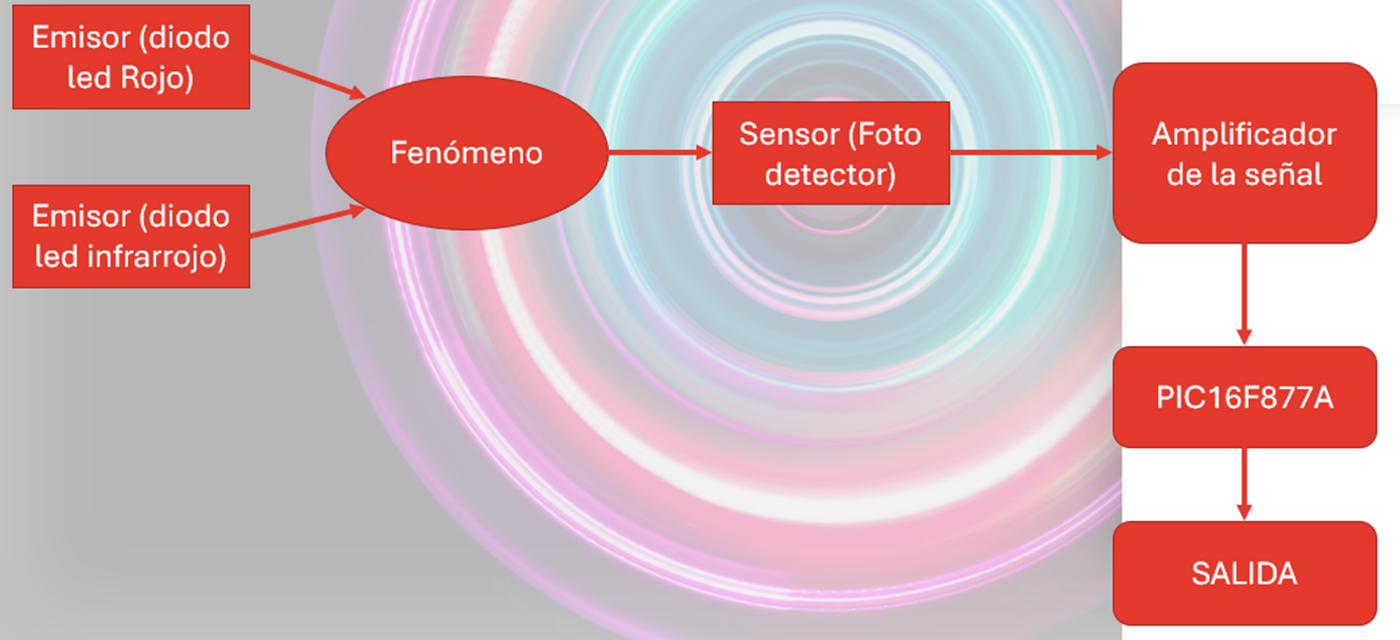 Emisor (diodo
led Rojo)
Emisor (diodo
led infrarrojo)
Fenómeno
Sensor (Foto
detector)
Amplificador
de la señal
PIC16F877A
SALIDA